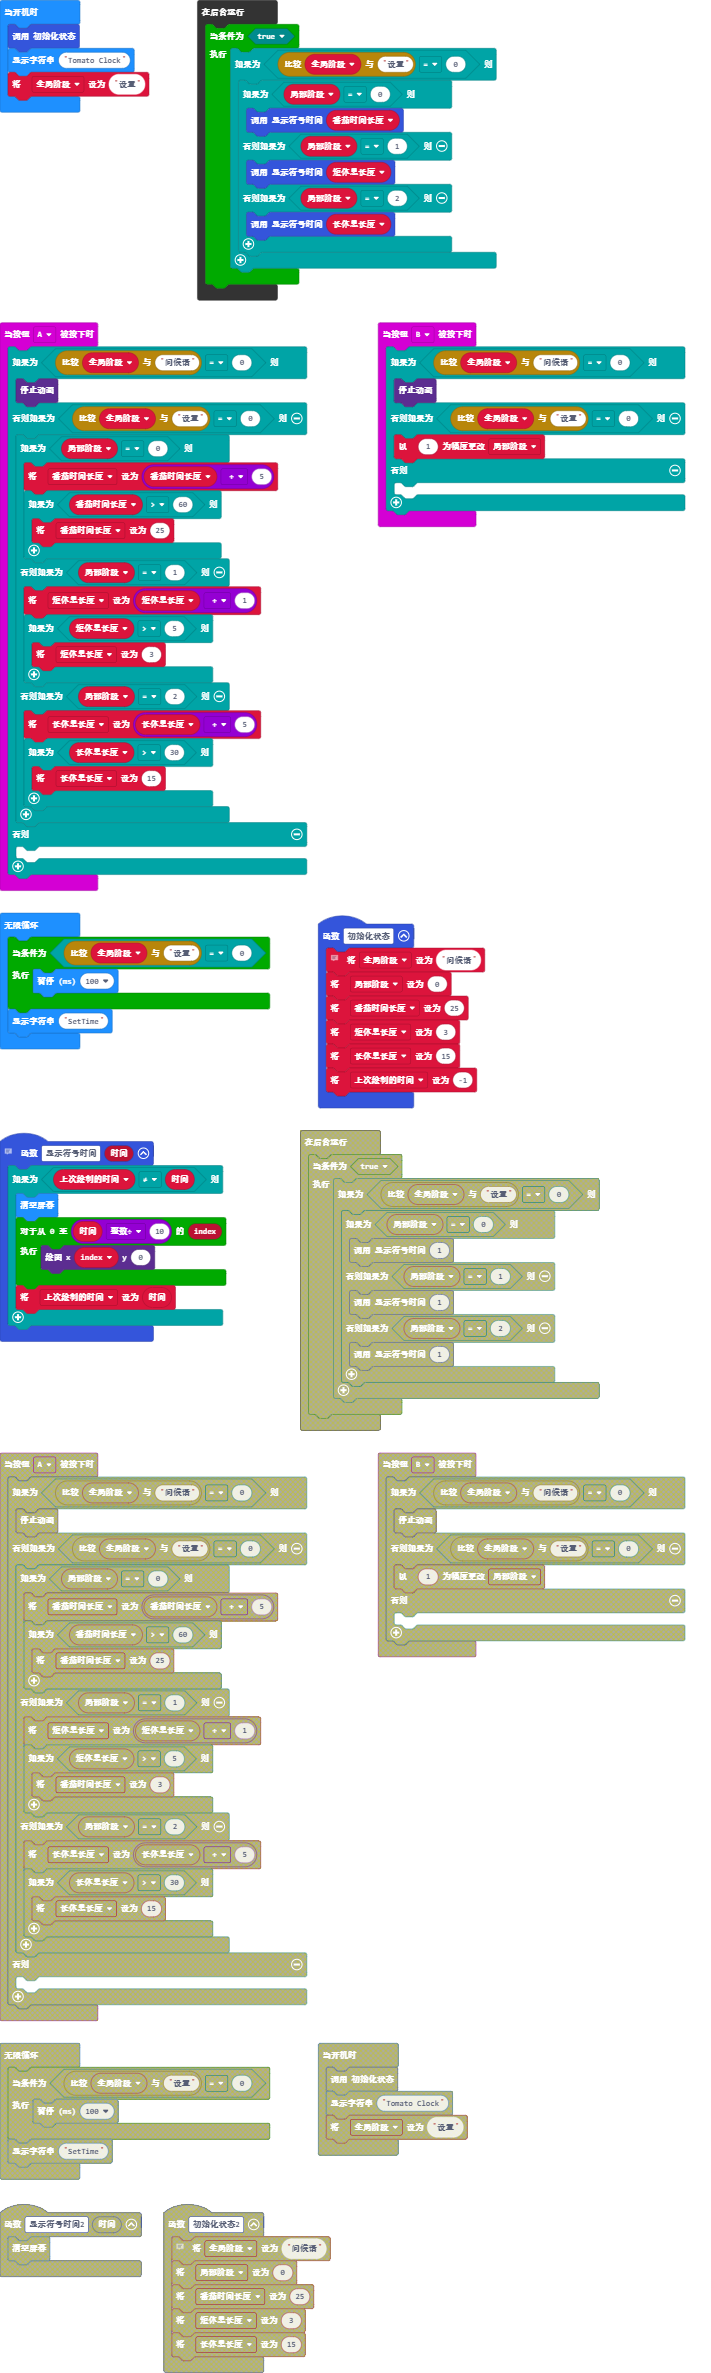 当开机时
调用 初始化状态
显示字符串 "Tomato Clock"
将 全局阶段 设为 "设置"
在后台运行
当条件为 true
执行
如果为 比较 全局阶段 与 "设置" = 0 则
如果为 局部阶段 = 0 则
调用 显示符号时间 番茄时间长度
否则如果为 局部阶段 = 1 则
调用 显示符号时间 短休息长度
否则如果为 局部阶段 = 2 则
调用 显示符号时间 长休息长度
当按钮 A 被按下时
如果为 比较 全局阶段 与 "问候语" = 0 则
停止动画
否则如果为 比较 全局阶段 与 "设置" = 0 则
如果为 局部阶段 = 0 则
将 番茄时间长度 设为 番茄时间长度 + 5
如果为 番茄时间长度 > 60 则
将 番茄时间长度 设为 25
否则如果为 局部阶段 = 1 则
将 短休息长度 设为 短休息长度 + 1
如果为 短休息长度 > 5 则
将 短休息长度 设为 3
否则如果为 局部阶段 = 2 则
将 长休息长度 设为 长休息长度 + 5
如果为 长休息长度 > 30 则
将 长休息长度 设为 15
否则
当按钮 B 被按下时
如果为 比较 全局阶段 与 "问候语" = 0 则
停止动画
否则如果为 比较 全局阶段 与 "设置" = 0 则
以 1 为幅度更改 局部阶段
否则
无限循环
当条件为 比较 全局阶段 与 "设置" = 0
执行 暂停 (ms) 100
显示字符串 "SetTime"
函数 初始化状态
将 全局阶段 设为 "问候语"
将 局部阶段 设为 0
将 番茄时间长度 设为 25
将 短休息长度 设为 3
将 长休息长度 设为 15
将 上次绘制的时间 设为 -1
函数 显示符号时间 时间
如果为 上次绘制的时间 ≠ 时间 则
清空屏幕
对于从 0 至 时间 整数÷ 10 的 index
执行 绘图 x index y 0
将 上次绘制的时间 设为 时间
在后台运行
当条件为 true
执行
如果为 比较 全局阶段 与 "设置" = 0 则
如果为 局部阶段 = 0 则
调用 显示符号时间 1
否则如果为 局部阶段 = 1 则
调用 显示符号时间 1
否则如果为 局部阶段 = 2 则
调用 显示符号时间 1
当按钮 A 被按下时
如果为 比较 全局阶段 与 "问候语" = 0 则
停止动画
否则如果为 比较 全局阶段 与 "设置" = 0 则
如果为 局部阶段 = 0 则
将 番茄时间长度 设为 番茄时间长度 + 5
如果为 番茄时间长度 > 60 则
将 番茄时间长度 设为 25
否则如果为 局部阶段 = 1 则
将 短休息长度 设为 短休息长度 + 1
如果为 短休息长度 > 5 则
将 番茄时间长度 设为 3
否则如果为 局部阶段 = 2 则
将 长休息长度 设为 长休息长度 + 5
如果为 长休息长度 > 30 则
将 长休息长度 设为 15
否则
当按钮 B 被按下时
如果为 比较 全局阶段 与 "问候语" = 0 则
停止动画
否则如果为 比较 全局阶段 与 "设置" = 0 则
以 1 为幅度更改 局部阶段
否则
无限循环
当条件为 比较 全局阶段 与 "设置" = 0
执行 暂停 (ms) 100
显示字符串 "SetTime"
当开机时
调用 初始化状态
显示字符串 "Tomato Clock"
将 全局阶段 设为 "设置"
函数 显示符号时间2 时间
清空屏幕
函数 初始化状态2
将 全局阶段 设为 "问候语"
将 局部阶段 设为 0
将 番茄时间长度 设为 25
将 短休息长度 设为 3
将 长休息长度 设为 15